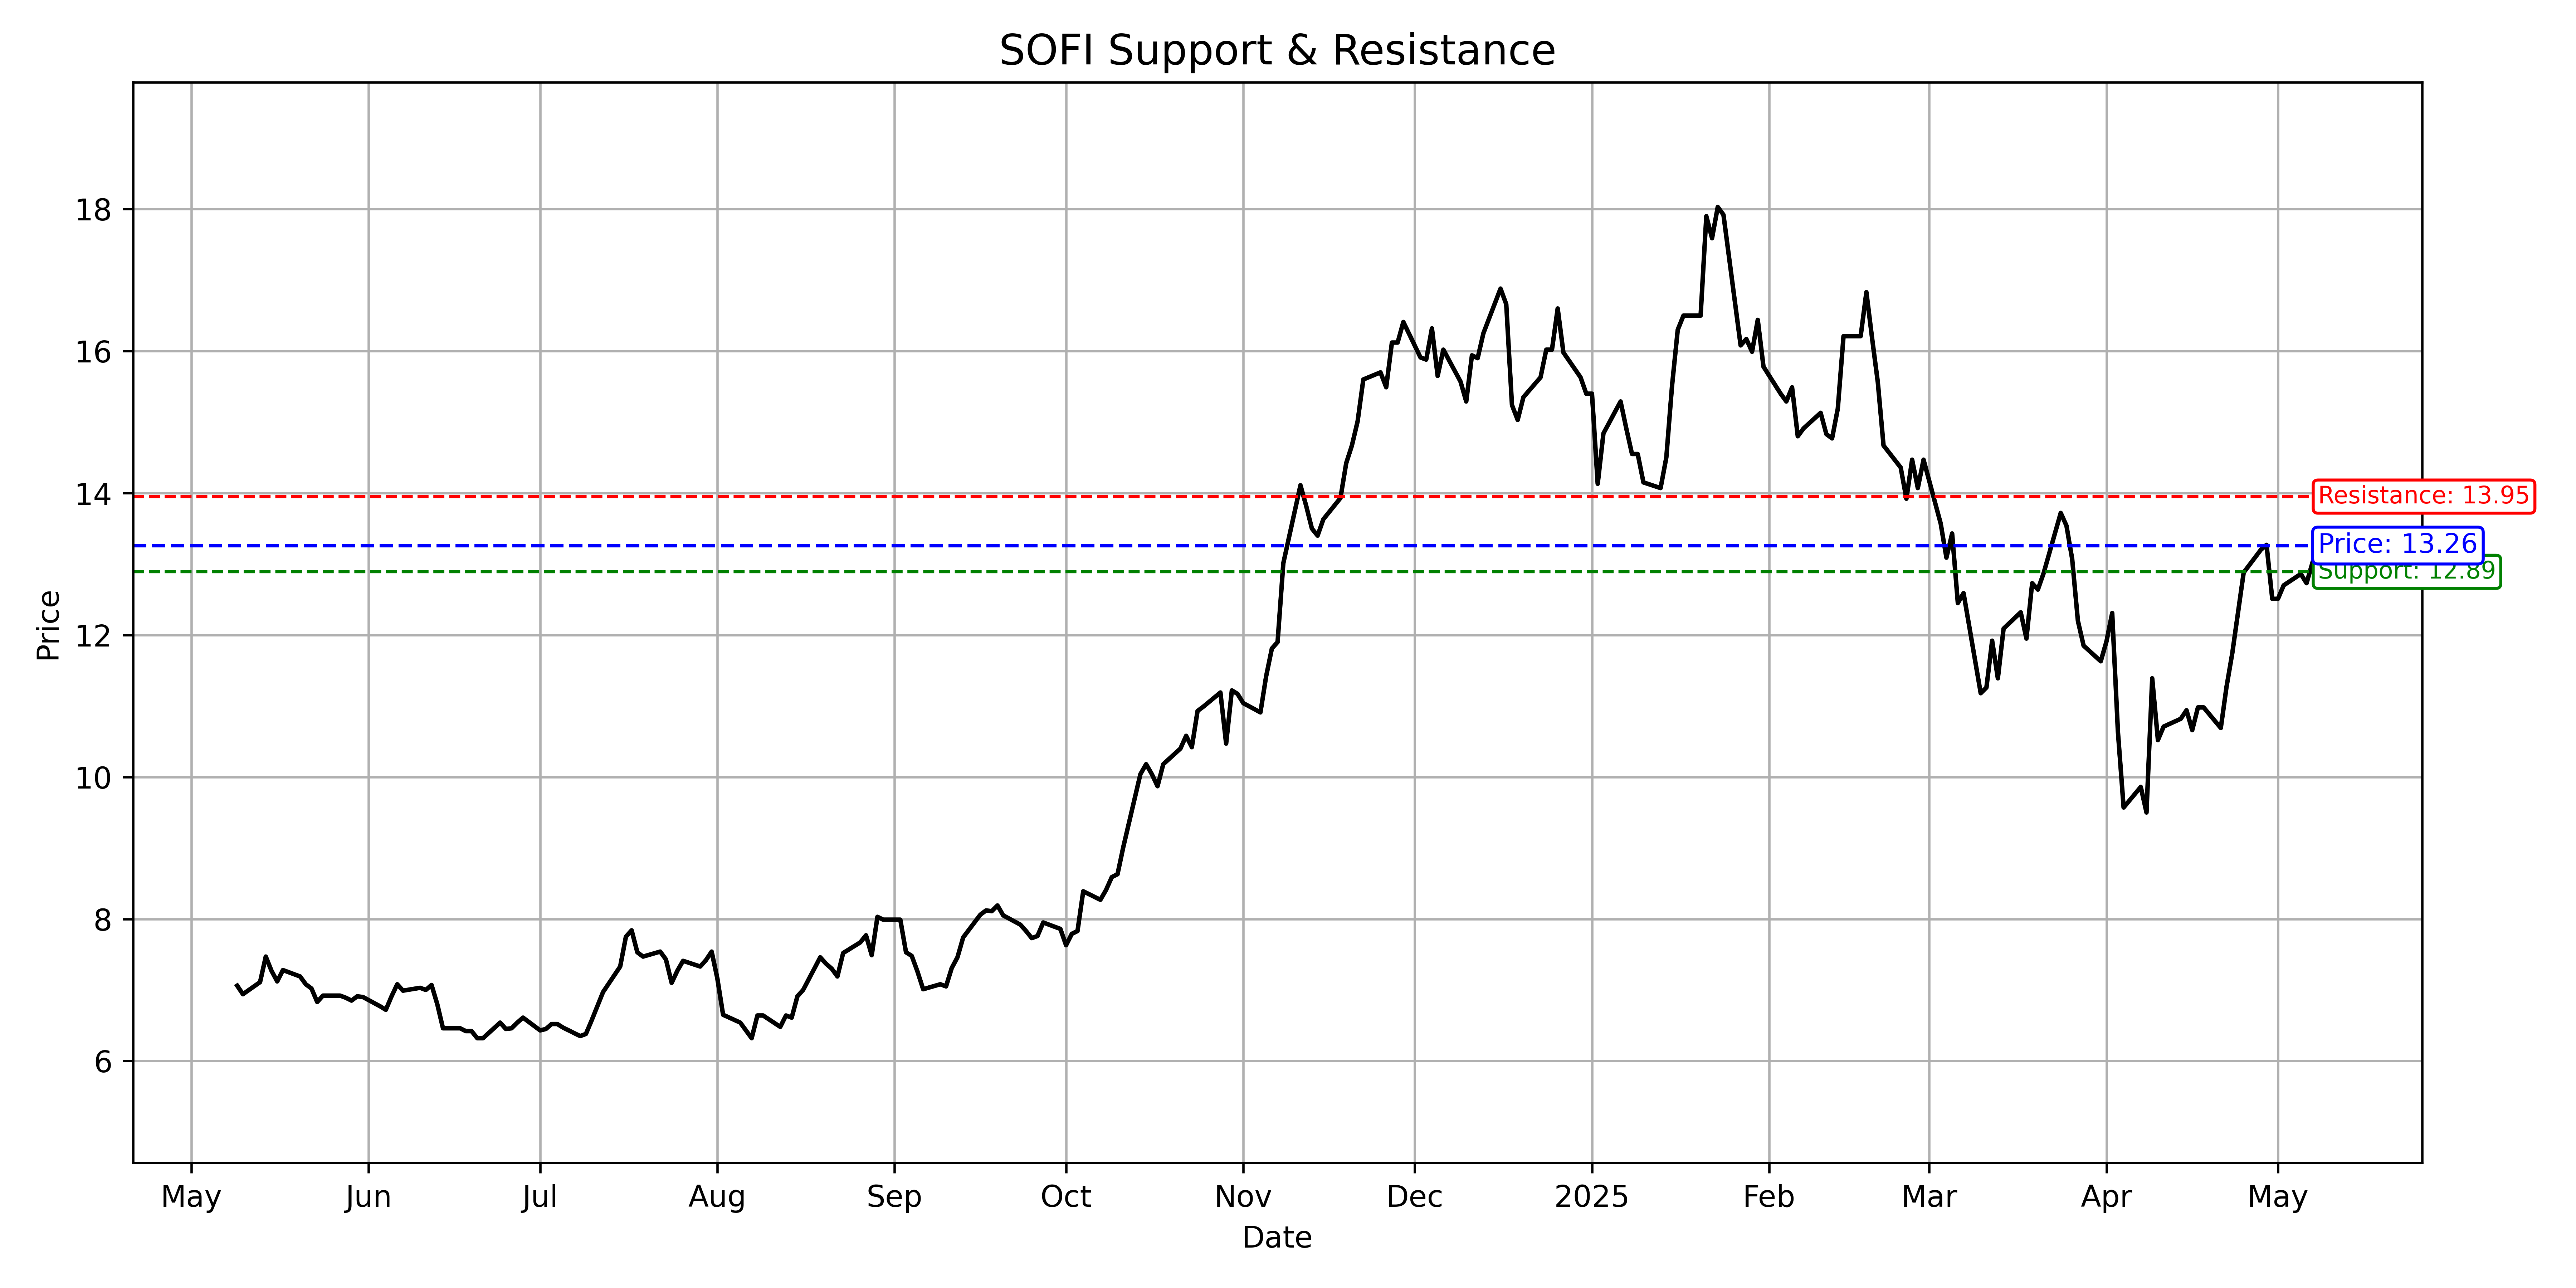 SOFI Support & Resistance
Price
18
16
14
12
10
8
6
Resistance: 13.95
Price: 13.26
Support: 12.89
May Jun Jul Aug Sep Oct Nov Dec 2025 Feb Mar Apr May
Date